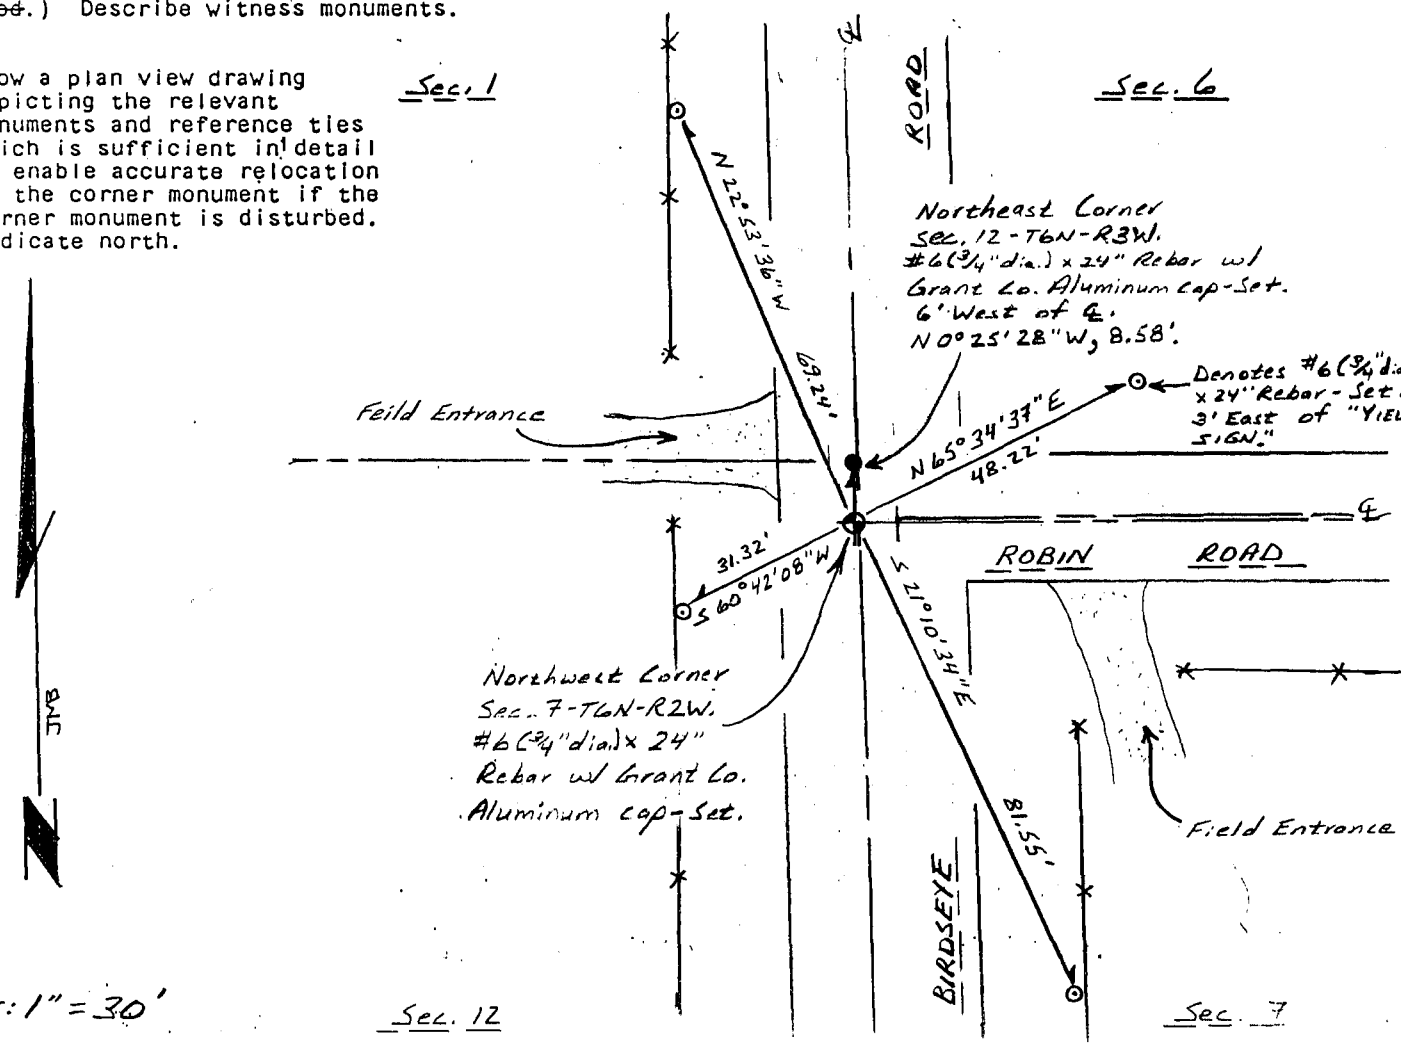 ed.) Describe witness monuments.
ow a plan view drawing
picting the relevant
numents and reference ties
ich is sufficient in detail
enable accurate relocation
the corner monument if the
rner monument is disturbed.
dicate north.
Sec. 1
℄
ROAD
Sec. 6
N 22° 53' 36" W
69.24'
Northeast Corner
Sec. 12-T6N-R3W.
#6 (3/4" dia.) x 24" Rebar w/
Grant Co. Aluminum cap-Set.
6' West of ℄.
N 0° 25' 28" W, 8.58'.
Denotes #6 (3/4" dia
x 24" Rebar-Set
3' East of "YIEL
SIGN."
Feild Entrance
N 65° 34' 37" E
48.22'
℄
31.32'
S 60° 42' 08" W
ROBIN ROAD
S 21° 10' 34" E
81.55'
Northwest Corner
Sec. 7-T6N-R2W.
#6 (3/4" dia.) x 24"
Rebar w/ Grant Co.
Aluminum cap-Set.
Field Entrance
BIRDSEYE
N
: 1" = 30'
Sec. 12
Sec. 7